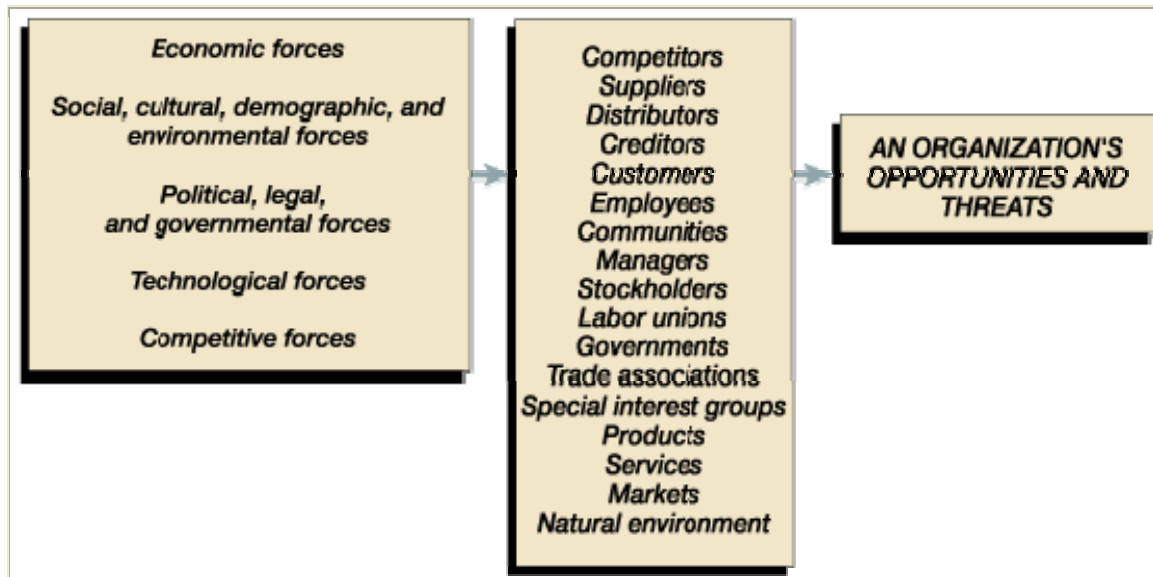 Economic forces
Social, cultural, demographic, and
environmental forces
Political, legal,
and governmental forces
Technological forces
Competitive forces
Competitors
Suppliers
Distributors
Creditors
Customers
Employees
Communities
Managers
Stockholders
Labor unions
Governments
Trade associations
Special interest groups
Products
Services
Markets
Natural environment
AN ORGANIZATION'S
OPPORTUNITIES AND
THREATS